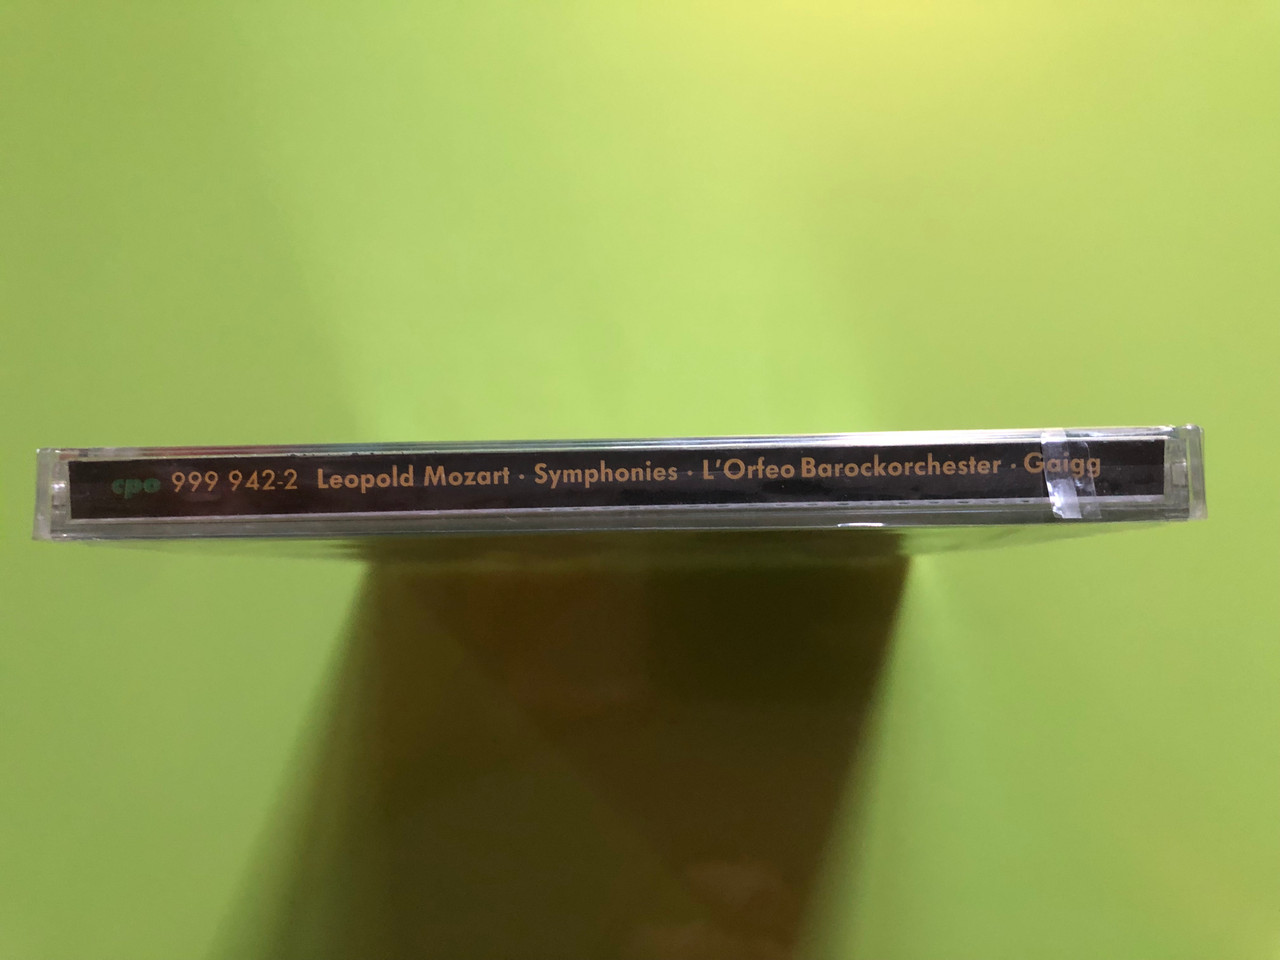 cpo 999 942-2 Leopold Mozart · Symphonies · L'Orfeo Barockorchester · Gaigg